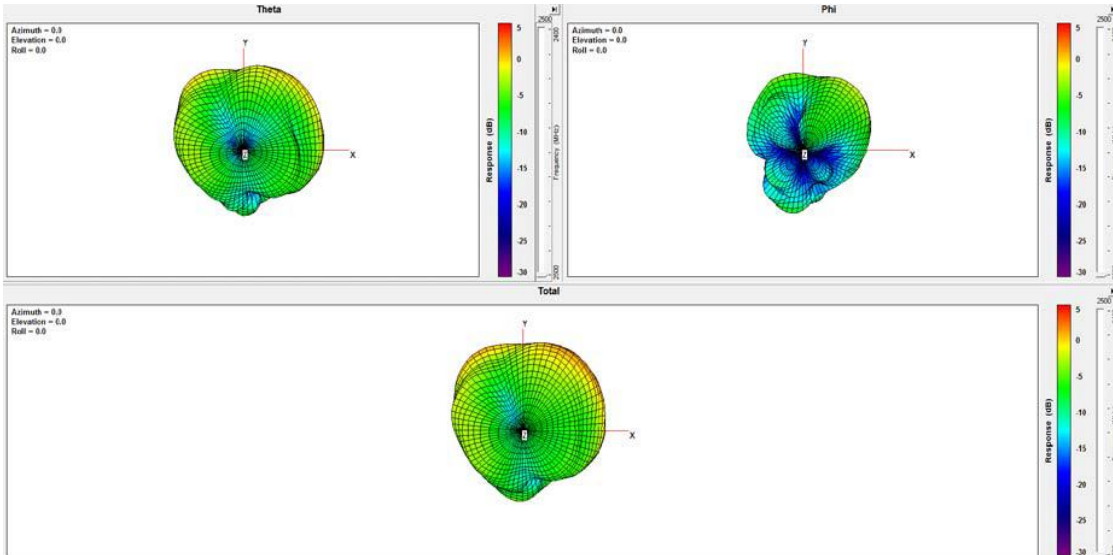 Theta
Azimuth = 0.0
Elevation = 0.0
Roll = 0.0
Y
X
Response (dB)
5
0
-5
-10
-15
-20
-25
-30
2500
2400
Frequency (MHz)
2500
Phi
Azimuth = 0.0
Elevation = 0.0
Roll = 0.0
Y
X
Response (dB)
5
0
-5
-10
-15
-20
-25
-30
2500
Total
Azimuth = 0.0
Elevation = 0.0
Roll = 0.0
Y
X
Response (dB)
5
0
-5
-10
-15
-20
-25
-30
2500